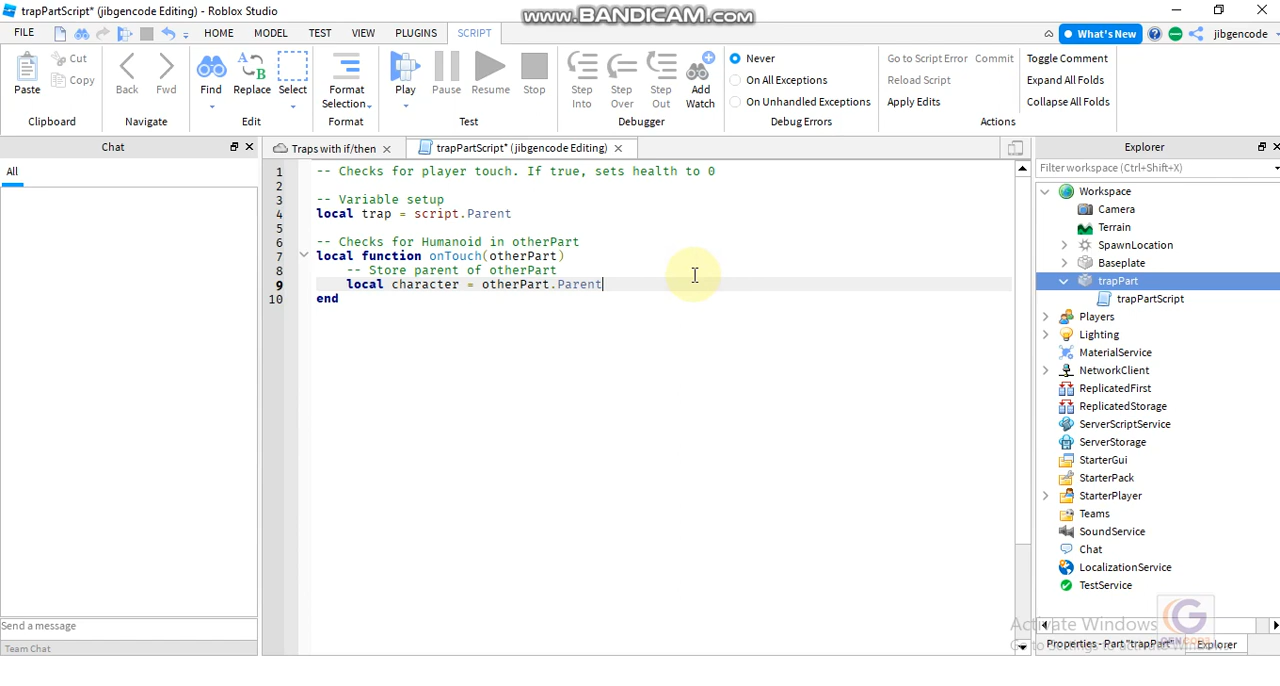 trapPartScript* (jibgencode Editing) - Roblox Studio
www.BANDICAM.com
FILE HOME MODEL TEST VIEW PLUGINS SCRIPT What's New jibgencode
Paste Cut Copy Back Fwd Find Replace Select Format Selection Play Pause Resume Stop Step Into Step Over Step Out Add Watch
Never
On All Exceptions
On Unhandled Exceptions
Go to Script Error Commit
Reload Script
Apply Edits
Toggle Comment
Expand All Folds
Collapse All Folds
Clipboard Navigate Edit Format Test Debugger Debug Errors Actions
Chat
All
Send a message
Team Chat
Traps with if/then trapPartScript* (jibgencode Editing)
1 -- Checks for player touch. If true, sets health to 0
2
3 -- Variable setup
4 local trap = script.Parent
5
6 -- Checks for Humanoid in otherPart
7 local function onTouch(otherPart)
8 -- Store parent of otherPart
9 local character = otherPart.Parent
10 end
Explorer
Filter workspace (Ctrl+Shift+X)
Workspace
Camera
Terrain
SpawnLocation
Baseplate
trapPart
trapPartScript
Players
Lighting
MaterialService
NetworkClient
ReplicatedFirst
ReplicatedStorage
ServerScriptService
ServerStorage
StarterGui
StarterPack
StarterPlayer
Teams
SoundService
Chat
LocalizationService
TestService
Activate Windows
Go to Settings to activate Windows.
Properties - Part "trapPart" Explorer